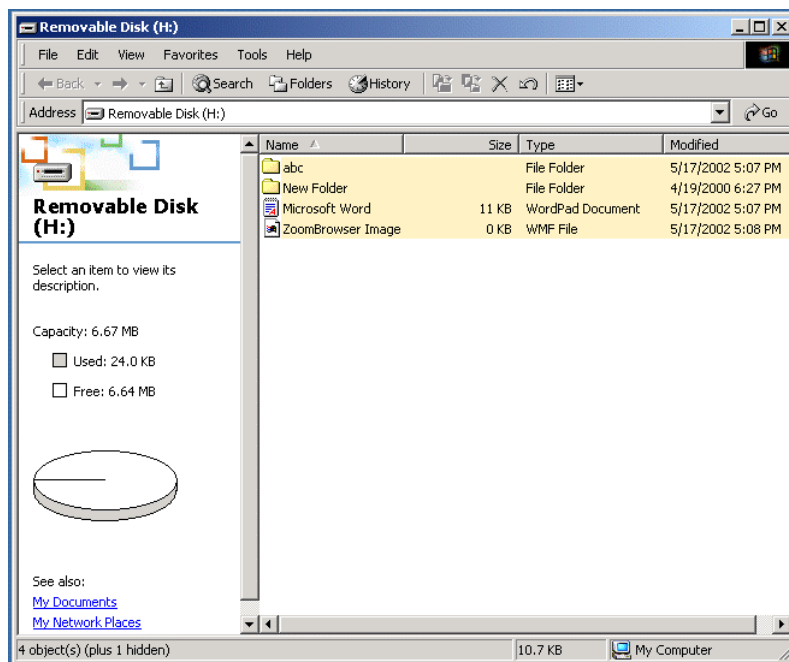 Removable Disk (H:)
File Edit View Favorites Tools Help
Back Search Folders History
Address Removable Disk (H:) Go
Name Size Type Modified
abc File Folder 5/17/2002 5:07 PM
New Folder File Folder 4/19/2000 6:27 PM
Microsoft Word 11 KB WordPad Document 5/17/2002 5:07 PM
ZoomBrowser Image 0 KB WMF File 5/17/2002 5:08 PM
Removable Disk
(H:)
Select an item to view its
description.
Capacity: 6.67 MB
Used: 24.0 KB
Free: 6.64 MB
See also:
My Documents
My Network Places
4 object(s) (plus 1 hidden) 10.7 KB My Computer